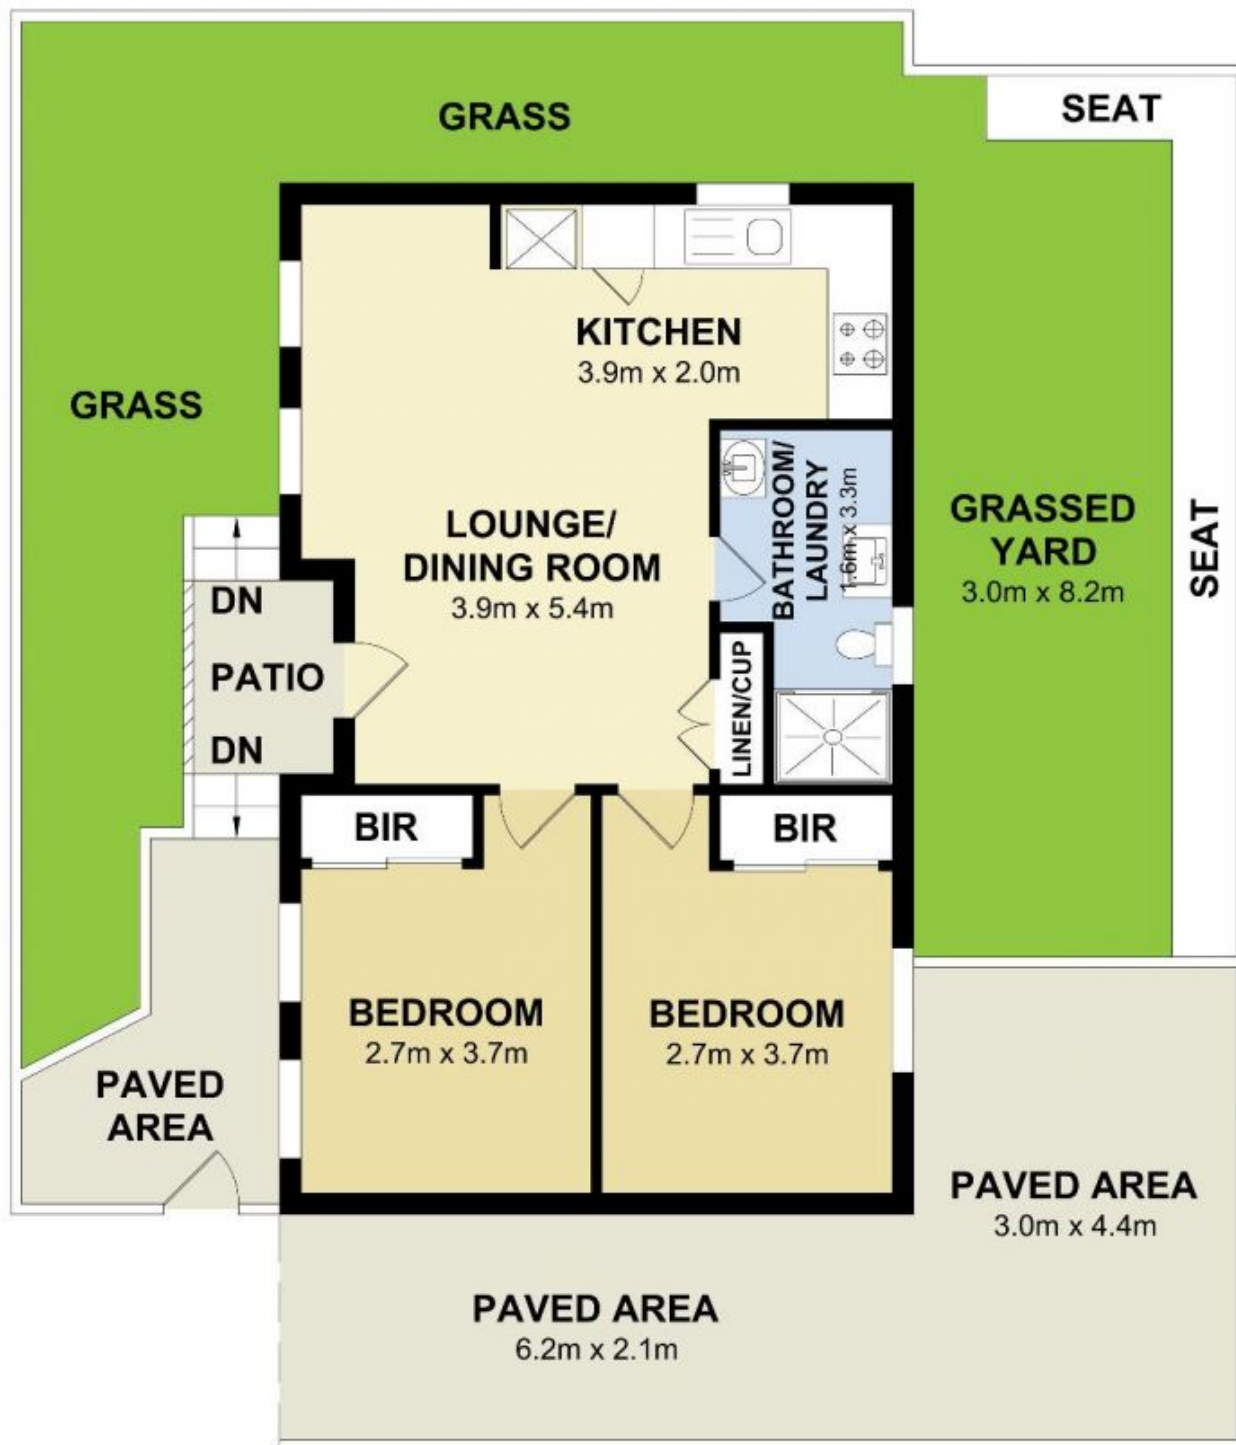 GRASS
SEAT
KITCHEN
3.9m x 2.0m
GRASS
BATHROOM/
LAUNDRY
1.6m x 3.3m
LOUNGE/
DINING ROOM
3.9m x 5.4m
GRASSED
YARD
3.0m x 8.2m
SEAT
DN
PATIO
DN
LINEN/CUP
BIR
BIR
BEDROOM
2.7m x 3.7m
BEDROOM
2.7m x 3.7m
PAVED
AREA
PAVED AREA
3.0m x 4.4m
PAVED AREA
6.2m x 2.1m